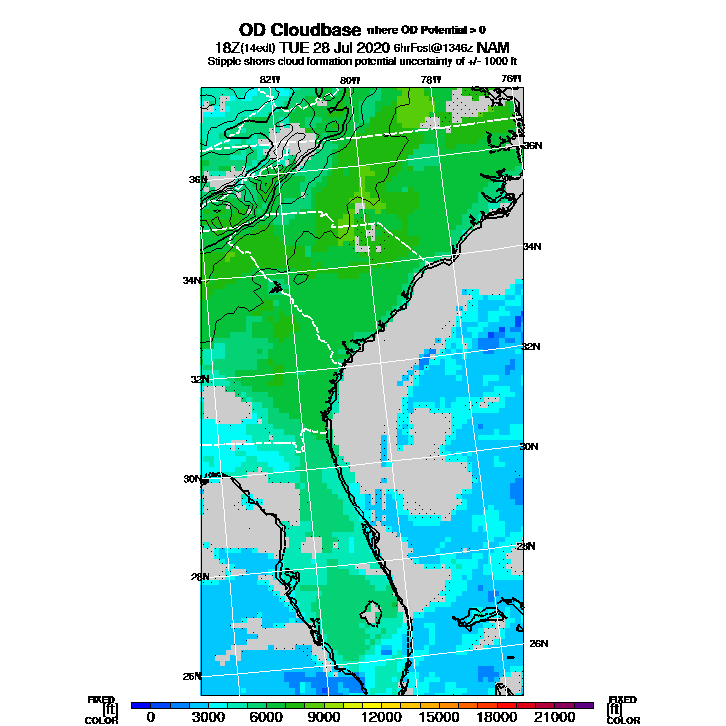 OD Cloudbase where OD Potential > 0
18Z(14edt) TUE 28 Jul 2020 6hrFcst@1346z NAM
Stipple shows cloud formation potential uncertainty of +/- 1000 ft
82W 80W 78W 76W
36N
36N
34N
34N
32N
32N
30N
30N
28N
28N
26N
26N
FIXED FIXED
[ft] [ft]
COLOR COLOR
0 3000 6000 9000 12000 15000 18000 21000